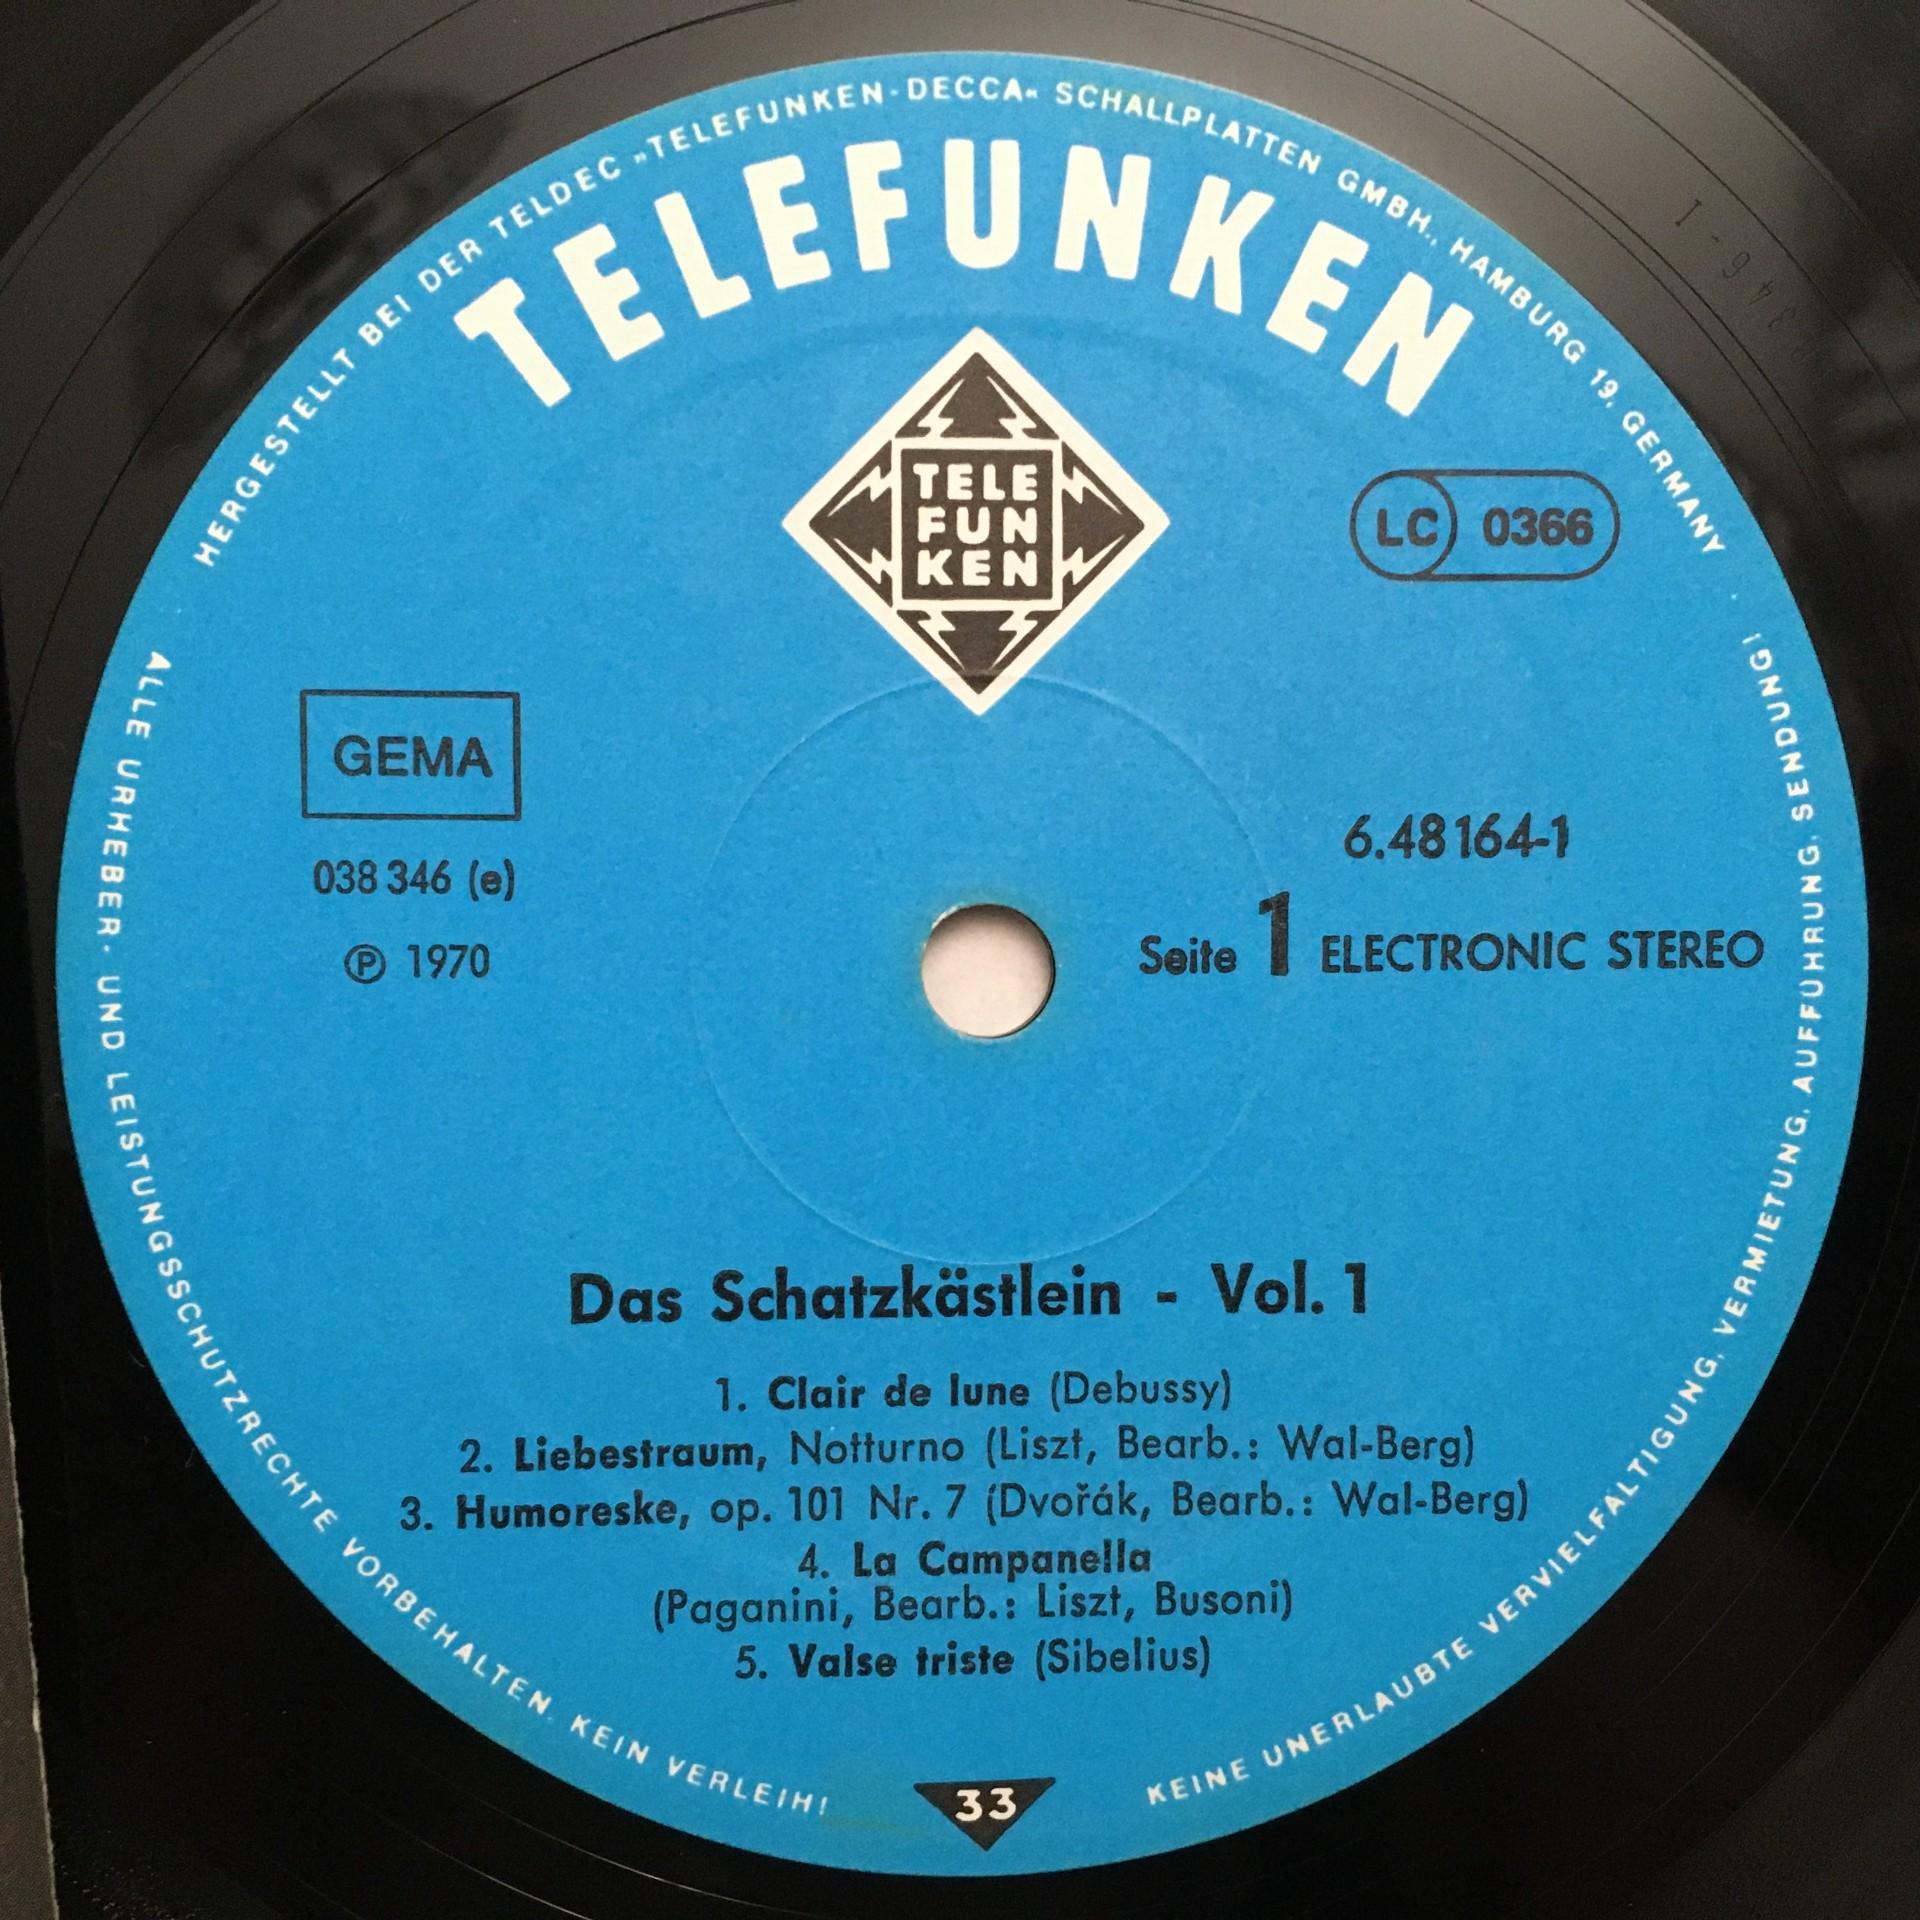 HERGESTELLT BEI DER TELDEC »TELEFUNKEN-DECCA« SCHALLPLATTEN GMBH., HAMBURG 19, GERMANY
TELEFUNKEN
TELE
FUN
KEN
LC 0366
GEMA
038 346 (e)
℗ 1970
6.48164-1
Seite 1 ELECTRONIC STEREO
Das Schatzkästlein - Vol. 1
1. Clair de lune (Debussy)
2. Liebestraum, Notturno (Liszt, Bearb.: Wal-Berg)
3. Humoreske, op. 101 Nr. 7 (Dvořák, Bearb.: Wal-Berg)
4. La Campanella
(Paganini, Bearb.: Liszt, Busoni)
5. Valse triste (Sibelius)
33
ALLE URHEBER- UND LEISTUNGSSCHUTZRECHTE VORBEHALTEN. KEIN VERLEIH!
KEINE UNERLAUBTE VERVIELFÄLTIGUNG, VERMIETUNG, AUFFÜHRUNG, SENDUNG!